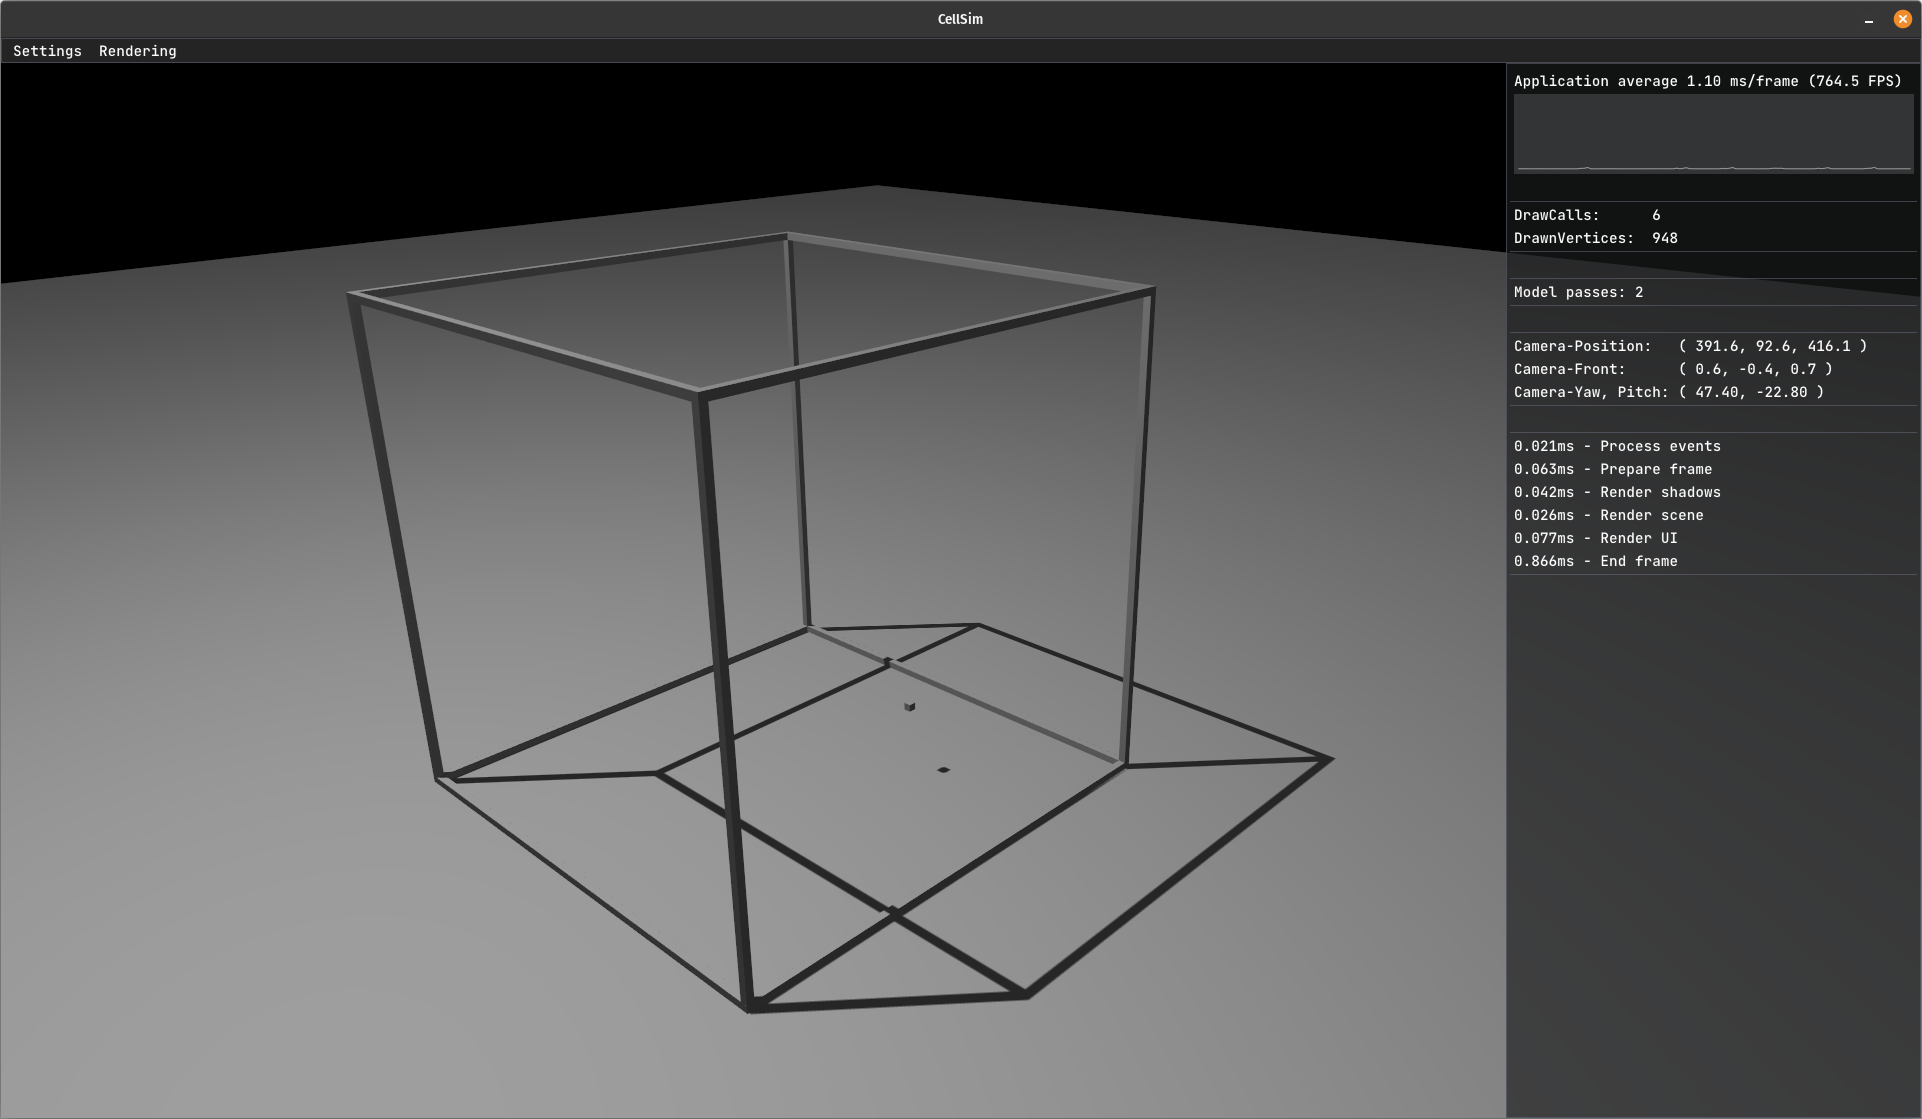 CellSim
Settings Rendering
Application average 1.10 ms/frame (764.5 FPS)
DrawCalls: 6
DrawnVertices: 948
Model passes: 2
Camera-Position: ( 391.6, 92.6, 416.1 )
Camera-Front: ( 0.6, -0.4, 0.7 )
Camera-Yaw, Pitch: ( 47.40, -22.80 )
0.021ms - Process events
0.063ms - Prepare frame
0.042ms - Render shadows
0.026ms - Render scene
0.077ms - Render UI
0.866ms - End frame